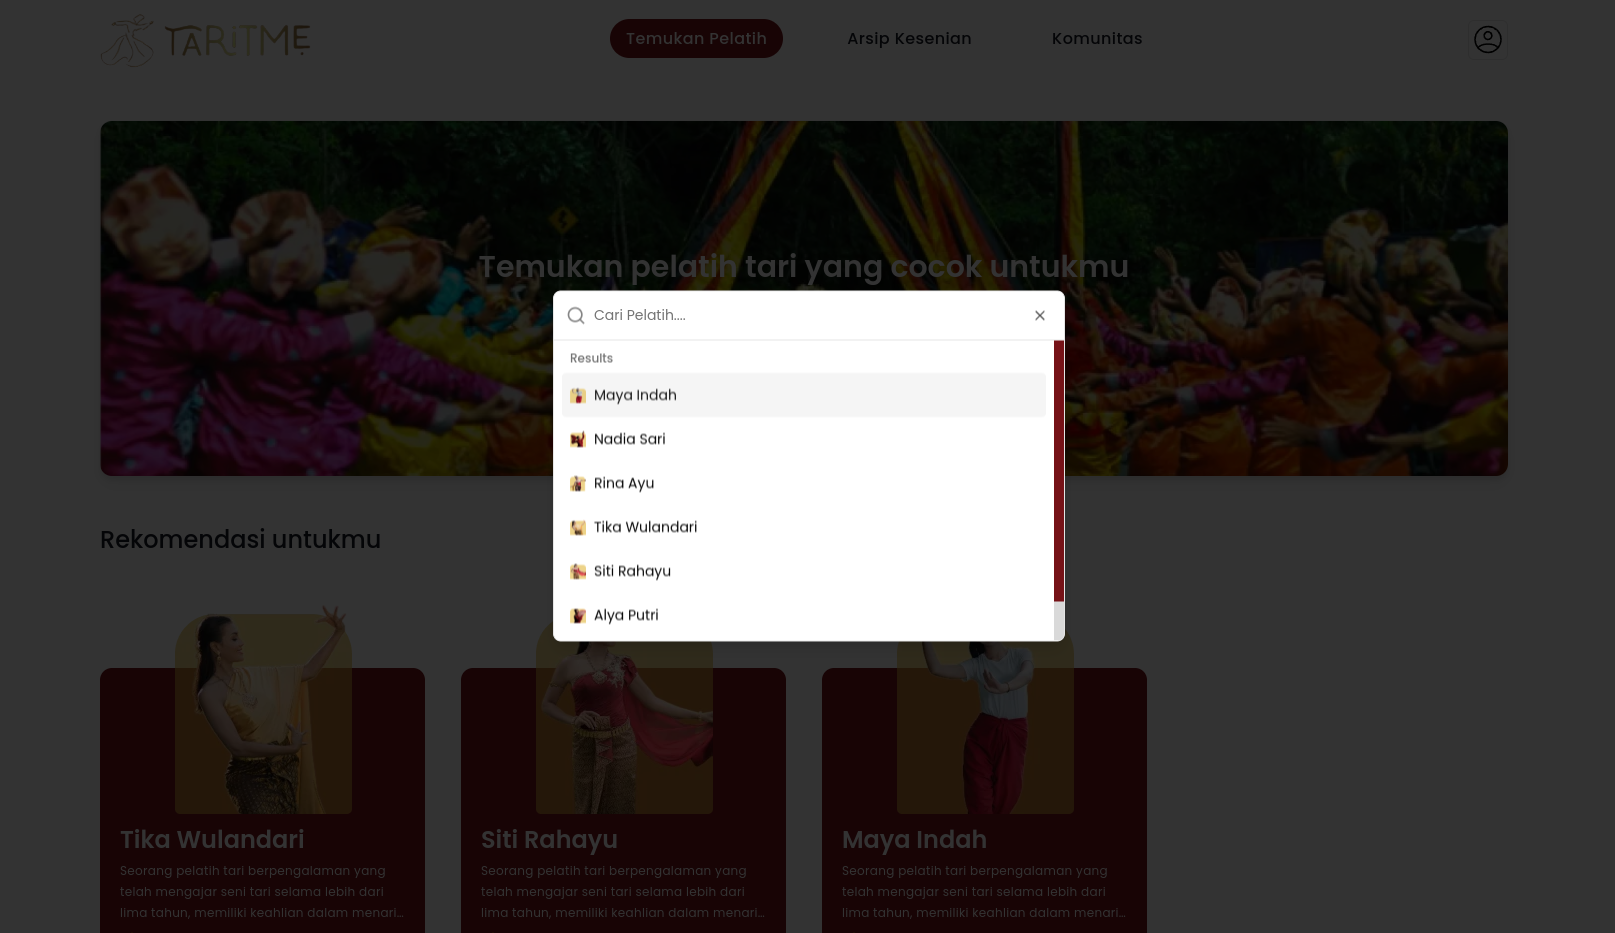 TARITME
Temukan Pelatih
Arsip Kesenian
Komunitas
Temukan pelatih tari yang cocok untukmu
Cari Pelatih....
Results
Maya Indah
Nadia Sari
Rina Ayu
Tika Wulandari
Siti Rahayu
Alya Putri
Rekomendasi untukmu
Tika Wulandari
Seorang pelatih tari berpengalaman yang
telah mengajar seni tari selama lebih dari
lima tahun, memiliki keahlian dalam menari...
Siti Rahayu
Seorang pelatih tari berpengalaman yang
telah mengajar seni tari selama lebih dari
lima tahun, memiliki keahlian dalam menari...
Maya Indah
Seorang pelatih tari berpengalaman yang
telah mengajar seni tari selama lebih dari
lima tahun, memiliki keahlian dalam menari...